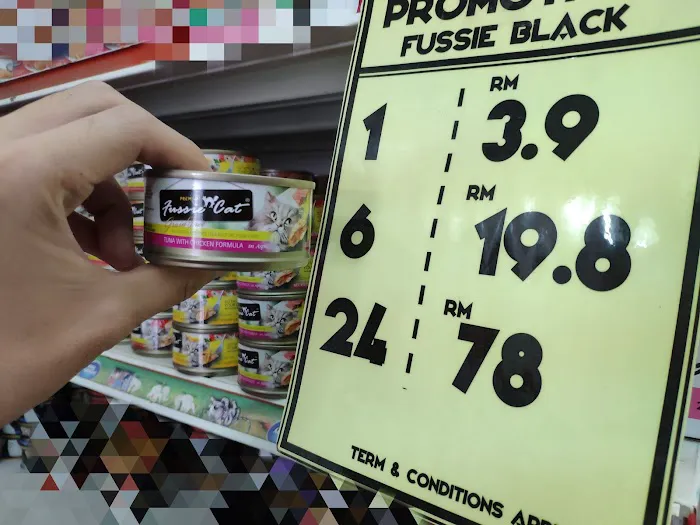 FUSSIE BLACK
1 RM 3.9
6 RM 19.8
24 RM 78
TERM & CONDITIONS
Fussie Cat
TUNA WITH CHICKEN FORMULA